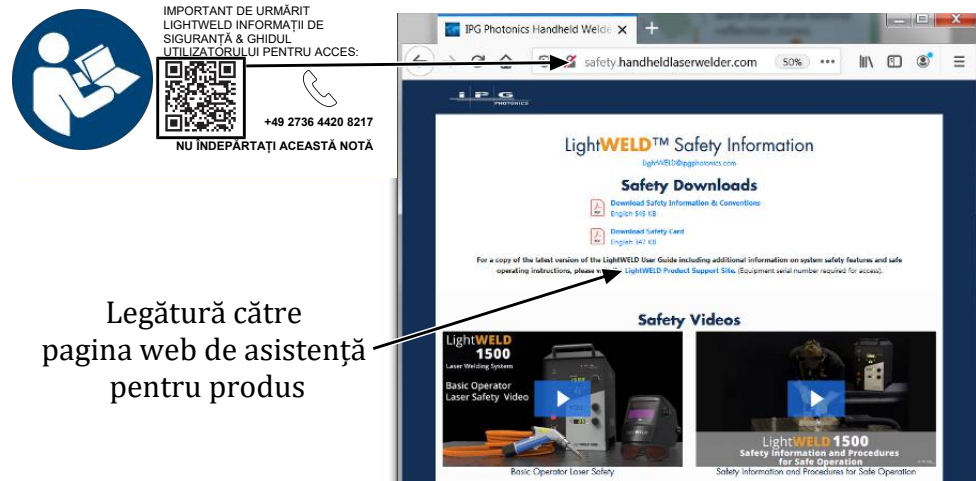 IMPORTANT DE URMĂRIT
LIGHTWELD INFORMAȚII DE
SIGURANȚĂ & GHIDUL
UTILIZATORULUI PENTRU ACCES:
+49 2736 4420 8217
NU ÎNDEPĂRTAȚI ACEASTĂ NOTĂ
IPG Photonics Handheld Welde
safety.handheldlaserwelder.com
50%
IPG
PHOTONICS
LightWELD™ Safety Information
LightWELD@ipgphotonics.com
Safety Downloads
Download Safety Information & Conventions
English 545 KB
Download Safety Card
English 347 KB
For a copy of the latest version of the LightWELD User Guide including additional information on system safety features and safe
operating instructions, please LightWELD Product Support Site. (Equipment serial number required for access).
Legătură către
pagina web de asistență
pentru produs
Safety Videos
LightWELD
1500
Laser Welding System
Basic Operator
Laser Safety Video
Basic Operator Laser Safety
LightWELD 1500
Safety Information and Procedures
for Safe Operation
Safety Information and Procedures for Safe Operation